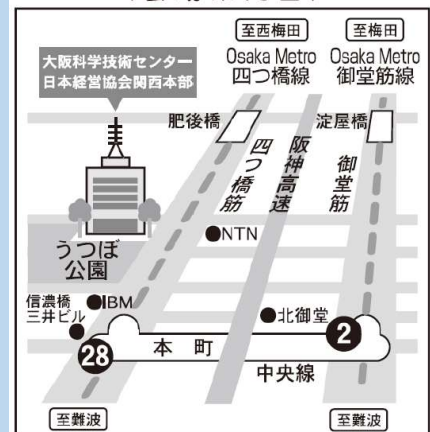 至西梅田
至梅田
Osaka Metro
四つ橋線
Osaka Metro
御堂筋線
大阪科学技術センター
日本経営協会関西本部
肥後橋
淀屋橋
四つ橋筋
阪神高速
御堂筋
うつぼ
公園
●NTN
信濃橋
三井ビル
●IBM
●北御堂
2
28
本町
中央線
至難波
至難波